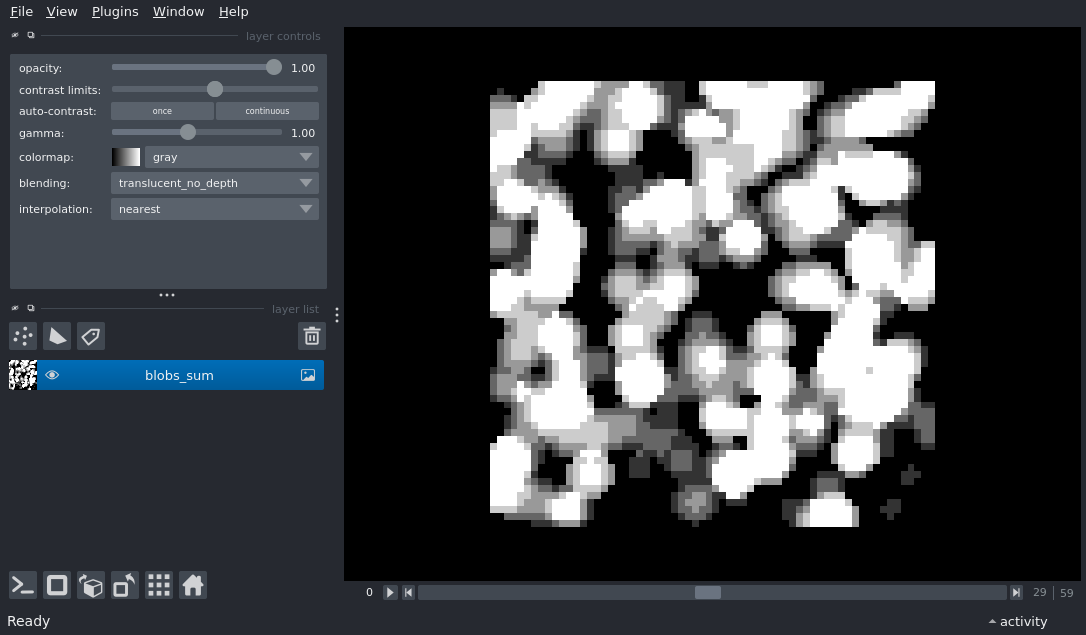 File View Plugins Window Help
layer controls
opacity: 1.00
contrast limits:
auto-contrast: once continuous
gamma: 1.00
colormap: gray
blending: translucent_no_depth
interpolation: nearest
layer list
blobs_sum
0 29 59
Ready activity